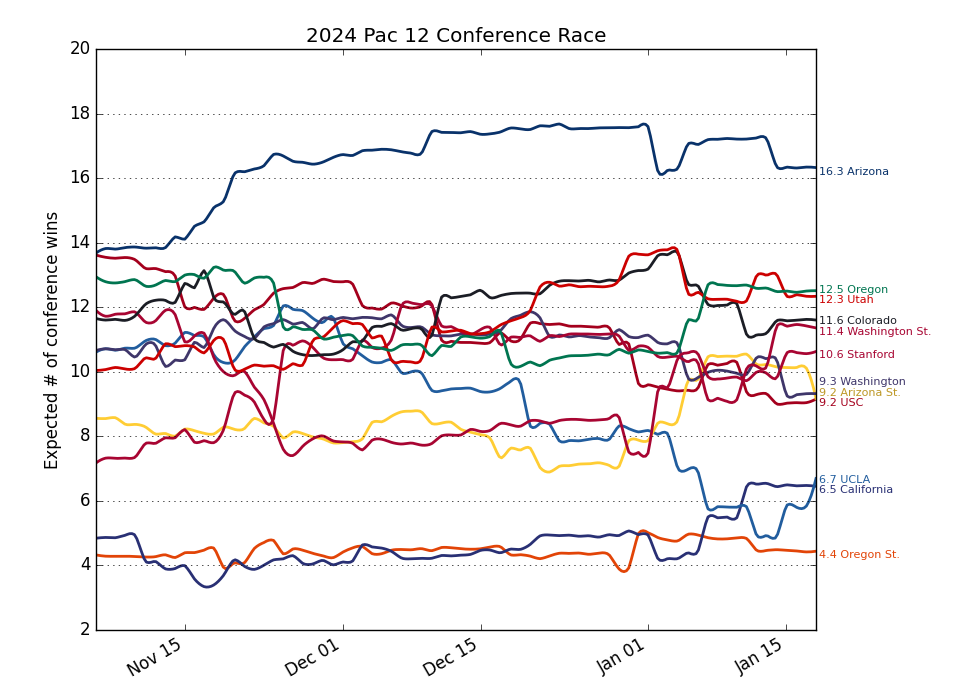 2024 Pac 12 Conference Race
20
18
16
14
12
10
8
6
4
2
Expected # of conference wins
16.3 Arizona
12.5 Oregon
12.3 Utah
11.6 Colorado
11.4 Washington St.
10.6 Stanford
9.3 Washington
9.2 Arizona St.
9.2 USC
6.7 UCLA
6.5 California
4.4 Oregon St.
Nov 15
Dec 01
Dec 15
Jan 01
Jan 15